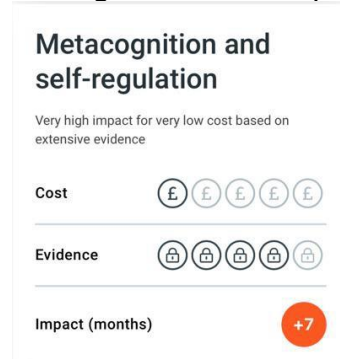 Metacognition and
self-regulation
Very high impact for very low cost based on
extensive evidence
Cost £ £ £ £ £
Evidence
Impact (months) +7